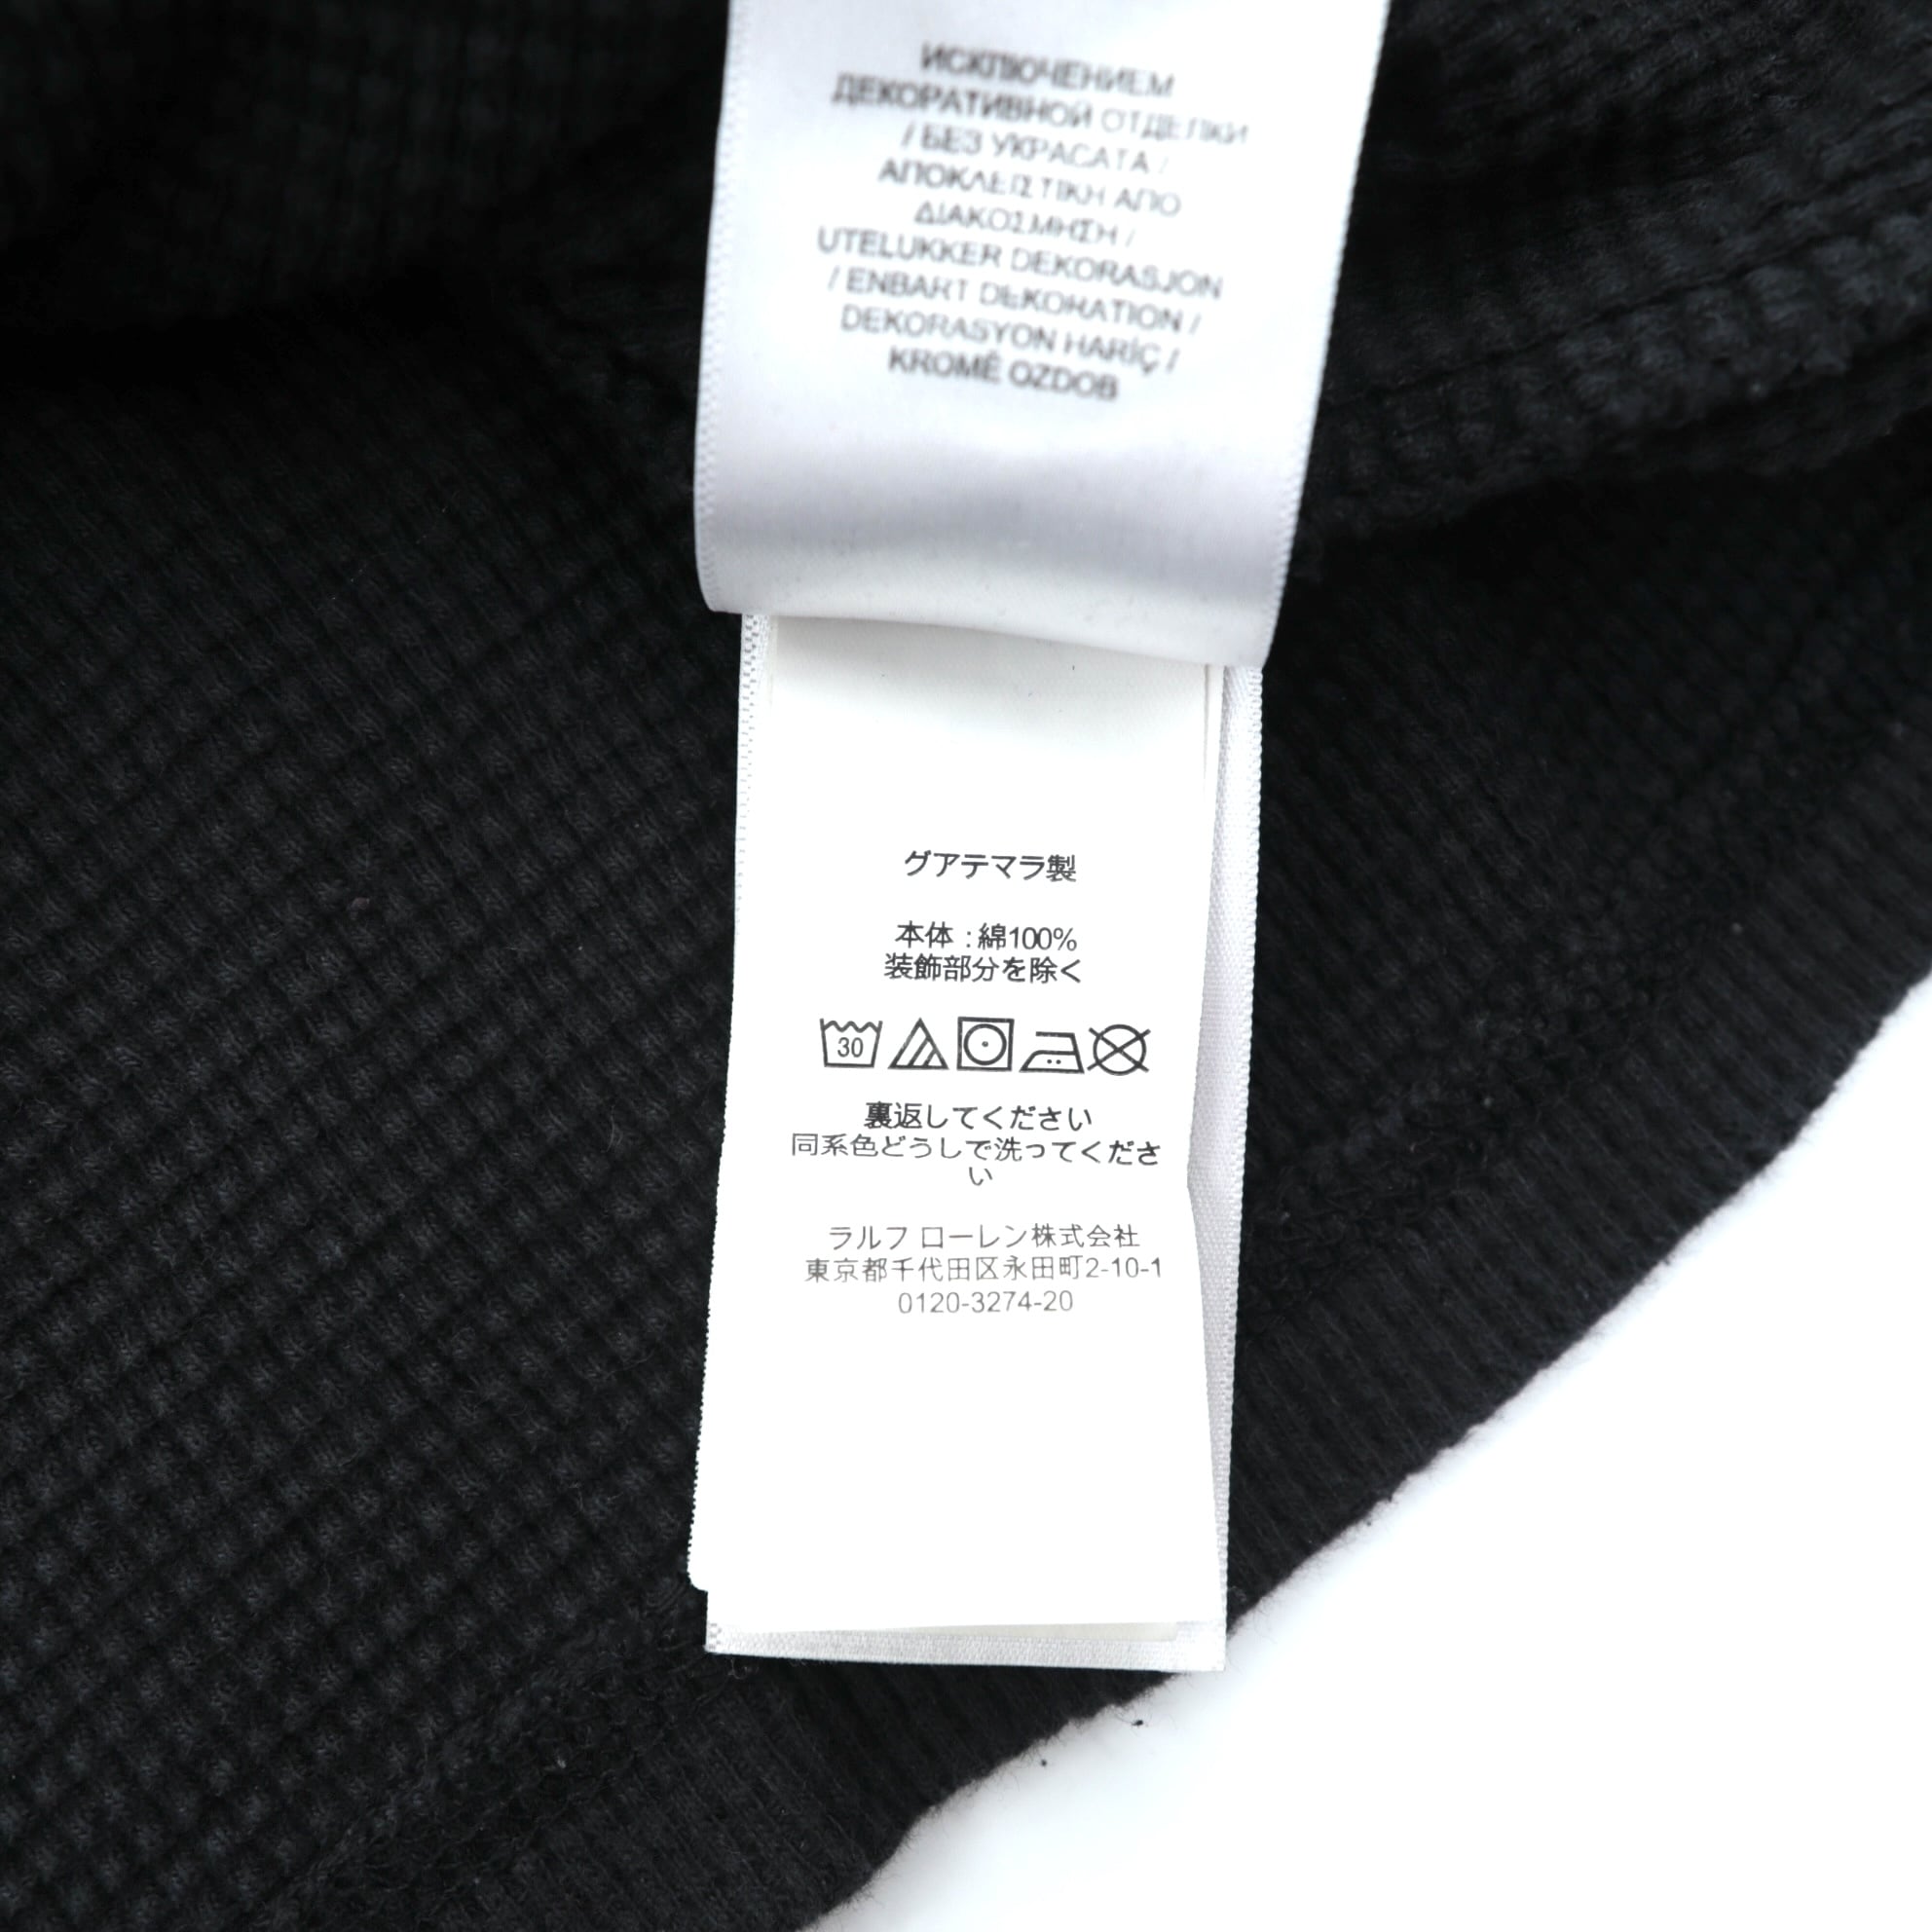 ИСКЛЮЧЕНИЕМ
ДЕКОРАТИВНОЙ ОТДЕЛКИ
/ БЕЗ УКРАСАТА /
ΑΠΟΚΛΕΙΣΤΙΚΗ ΑΠΟ
ΔΙΑΚΟΣΜΗΣΗ /
UTELUKKER DEKORASJON
/ ENBART DEKORATION /
DEKORASYON HARİÇ /
KROMĚ OZDOB
グアテマラ製
本体 : 綿100%
装飾部分を除く
30
裏返してください
同系色どうしで洗ってくださ
い
ラルフ ローレン株式会社
東京都千代田区永田町2-10-1
0120-3274-20